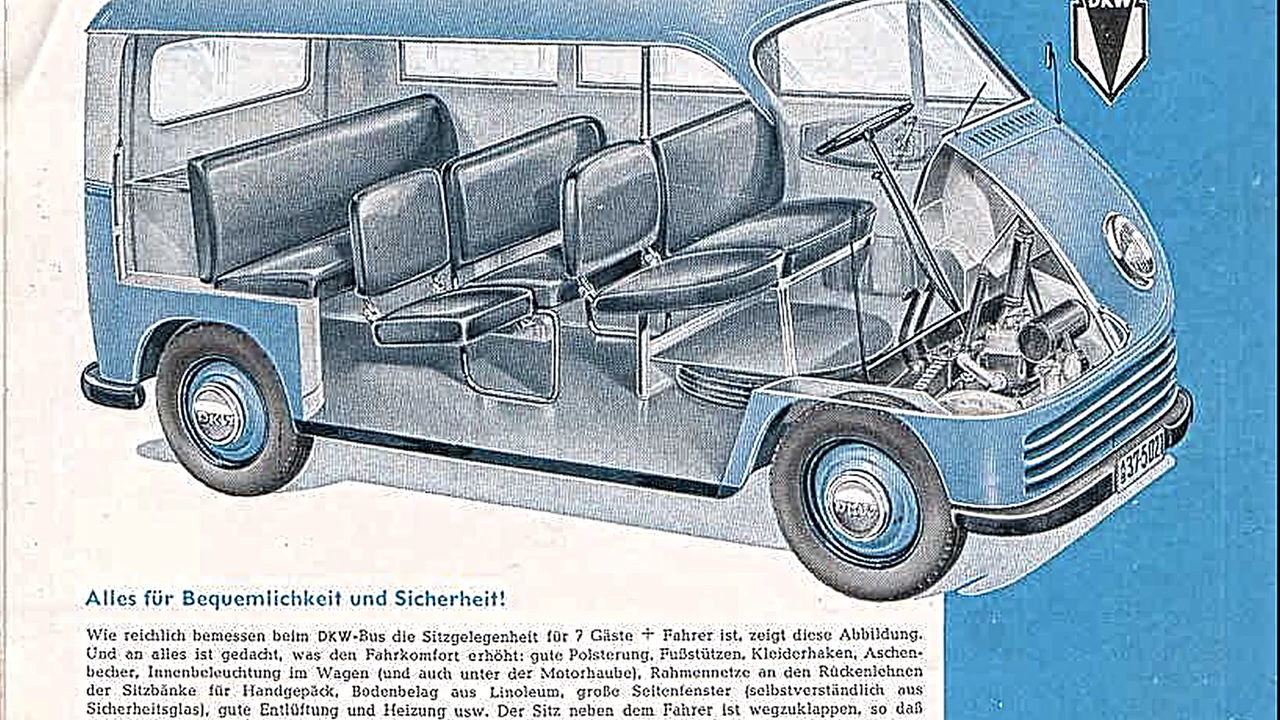 DKW
DKW
DKW
Alles für Bequemlichkeit und Sicherheit!
Wie reichlich bemessen beim DKW-Bus die Sitzgelegenheit für 7 Gäste + Fahrer ist, zeigt diese Abbildung.
Und an alles ist gedacht, was den Fahrkomfort erhöht: gute Polsterung, Fußstützen, Kleiderhaken, Aschen-
becher, Innenbeleuchtung im Wagen (und auch unter der Motorhaube), Rahmennetze an den Rückenlehnen
der Sitzbänke für Handgepäck, Bodenbelag aus Linoleum, große Seitenfenster (selbstverständlich aus
Sicherheitsglas), gute Entlüftung und Heizung usw. Der Sitz neben dem Fahrer ist wegzuklappen, so daß